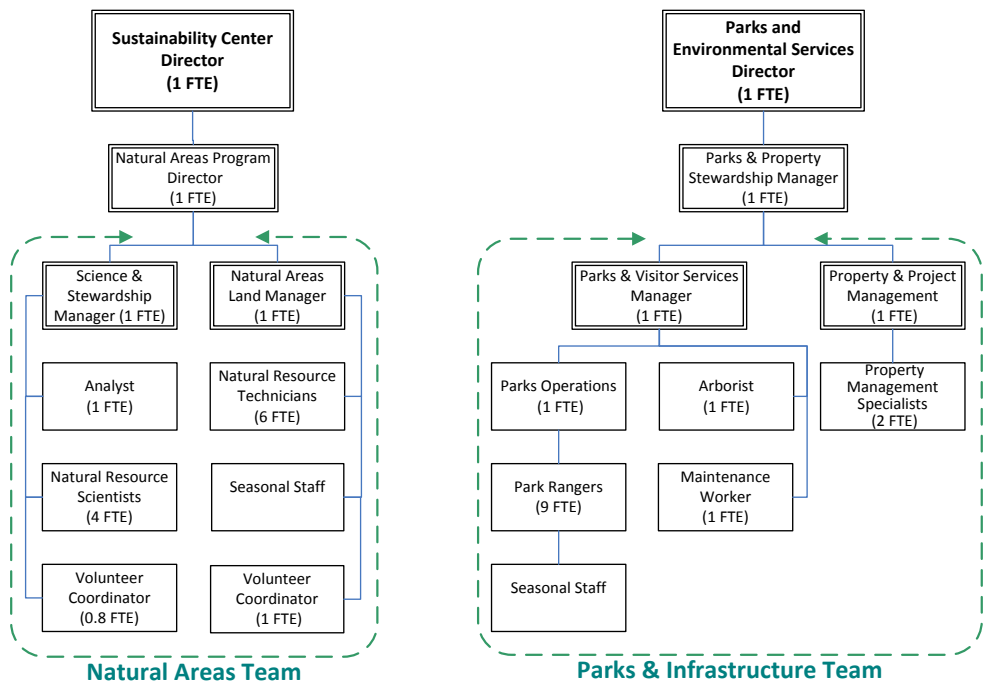 Sustainability Center
Director
(1 FTE)
Natural Areas Program
Director
(1 FTE)
Science &
Stewardship
Manager (1 FTE)
Natural Areas
Land Manager
(1 FTE)
Analyst
(1 FTE)
Natural Resource
Technicians
(6 FTE)
Natural Resource
Scientists
(4 FTE)
Seasonal Staff
Volunteer
Coordinator
(0.8 FTE)
Volunteer
Coordinator
(1 FTE)
Natural Areas Team
Parks and
Environmental Services
Director
(1 FTE)
Parks & Property
Stewardship Manager
(1 FTE)
Parks & Visitor Services
Manager
(1 FTE)
Property & Project
Management
(1 FTE)
Parks Operations
(1 FTE)
Arborist
(1 FTE)
Property
Management
Specialists
(2 FTE)
Park Rangers
(9 FTE)
Maintenance
Worker
(1 FTE)
Seasonal Staff
Parks & Infrastructure Team